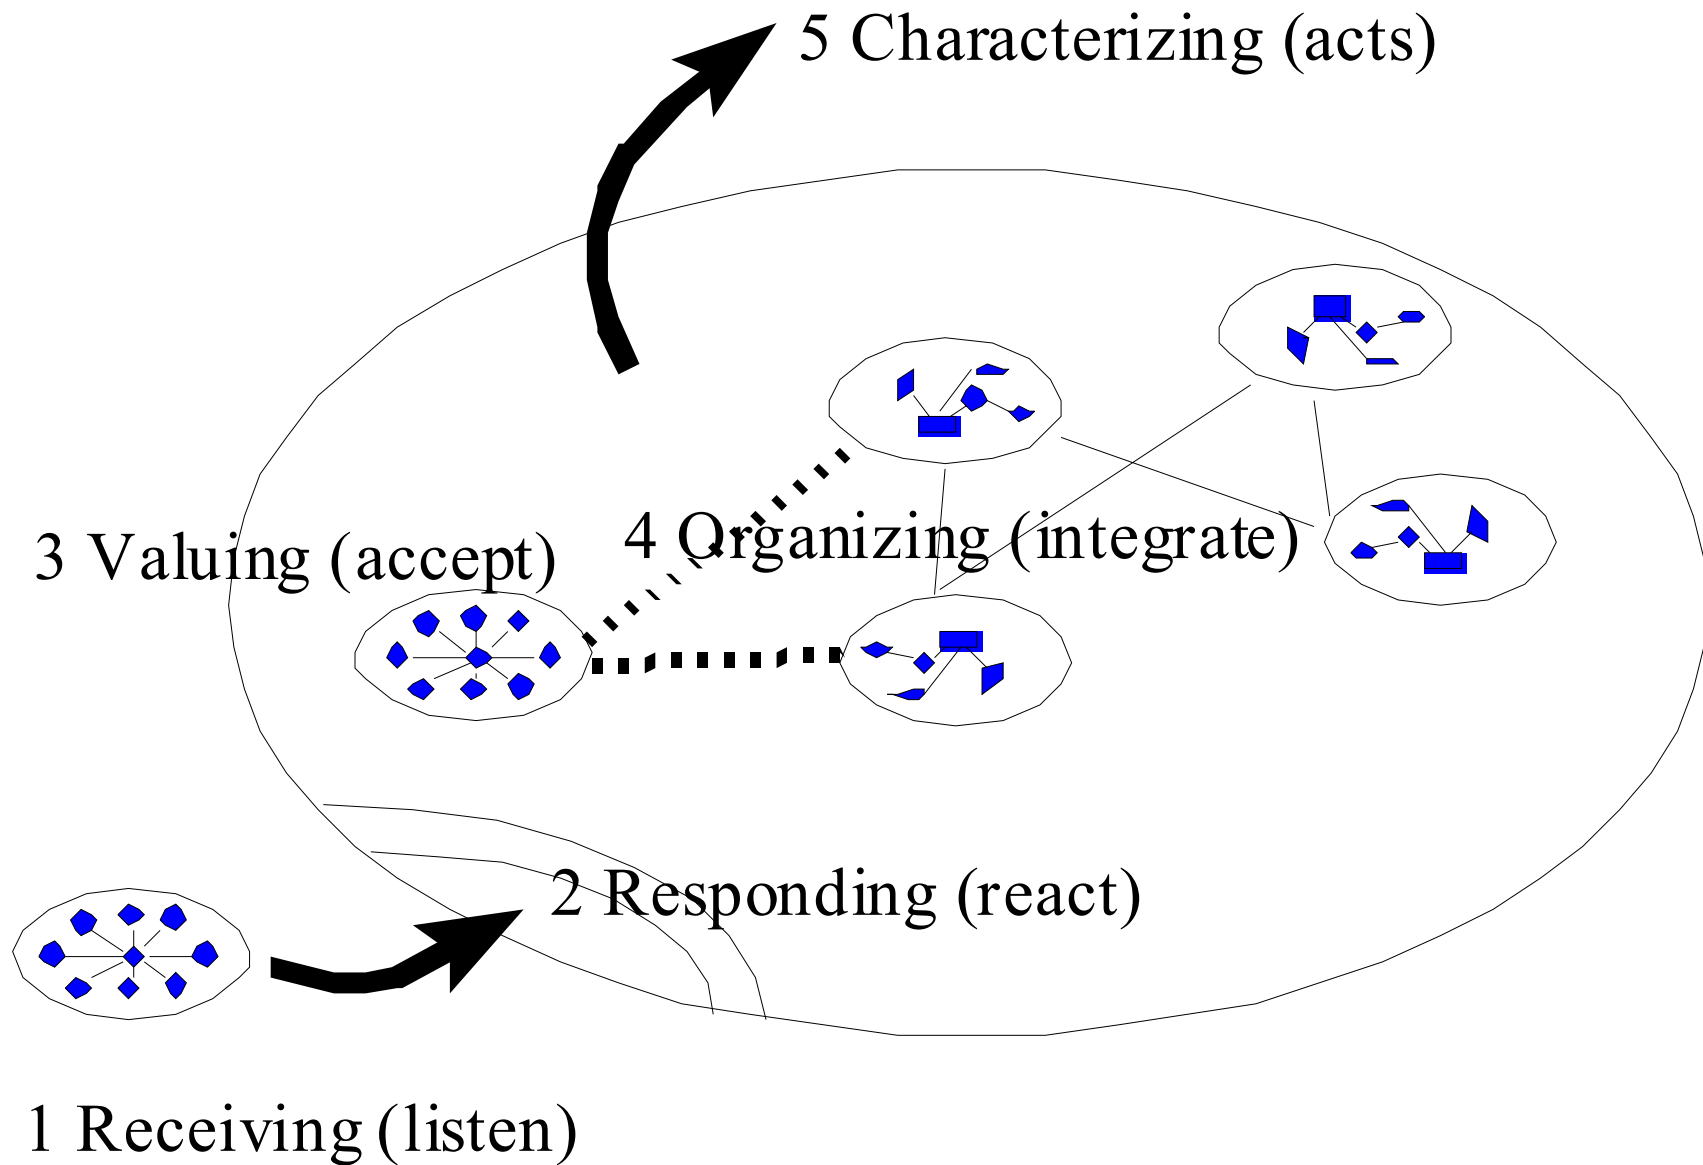 5 Characterizing (acts)
3 Valuing (accept)
4 Organizing (integrate)
2 Responding (react)
1 Receiving (listen)